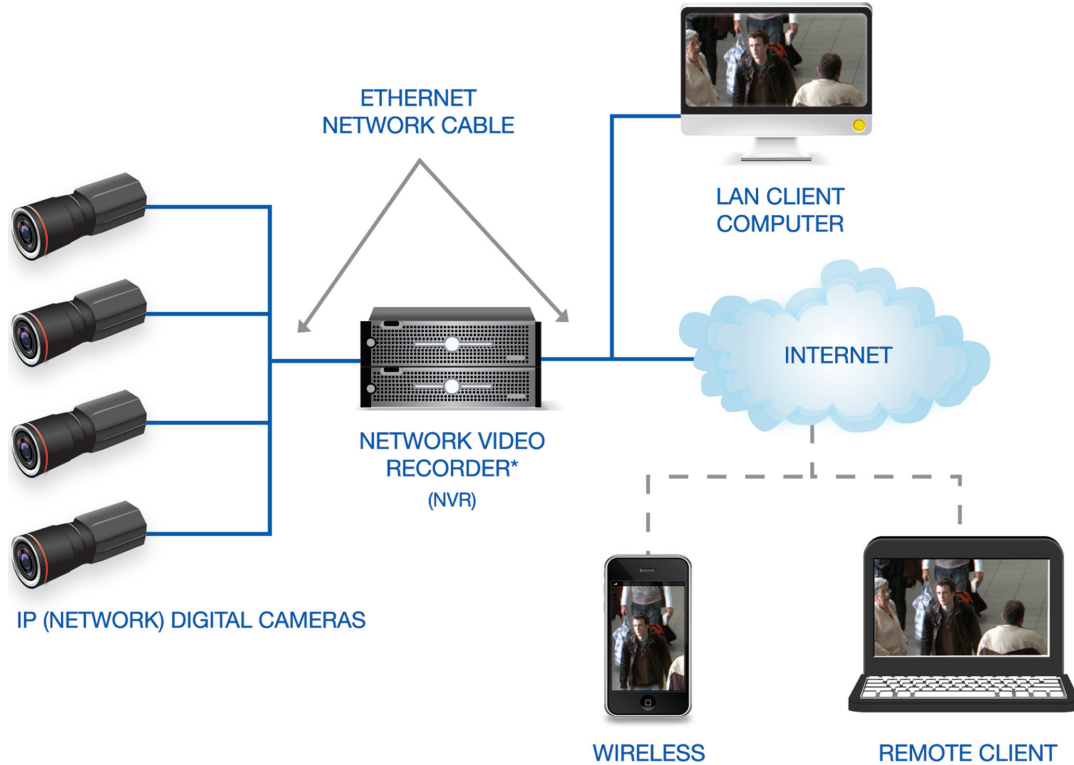 ETHERNET
NETWORK CABLE
LAN CLIENT
COMPUTER
INTERNET
NETWORK VIDEO
RECORDER*
(NVR)
IP (NETWORK) DIGITAL CAMERAS
WIRELESS
REMOTE CLIENT